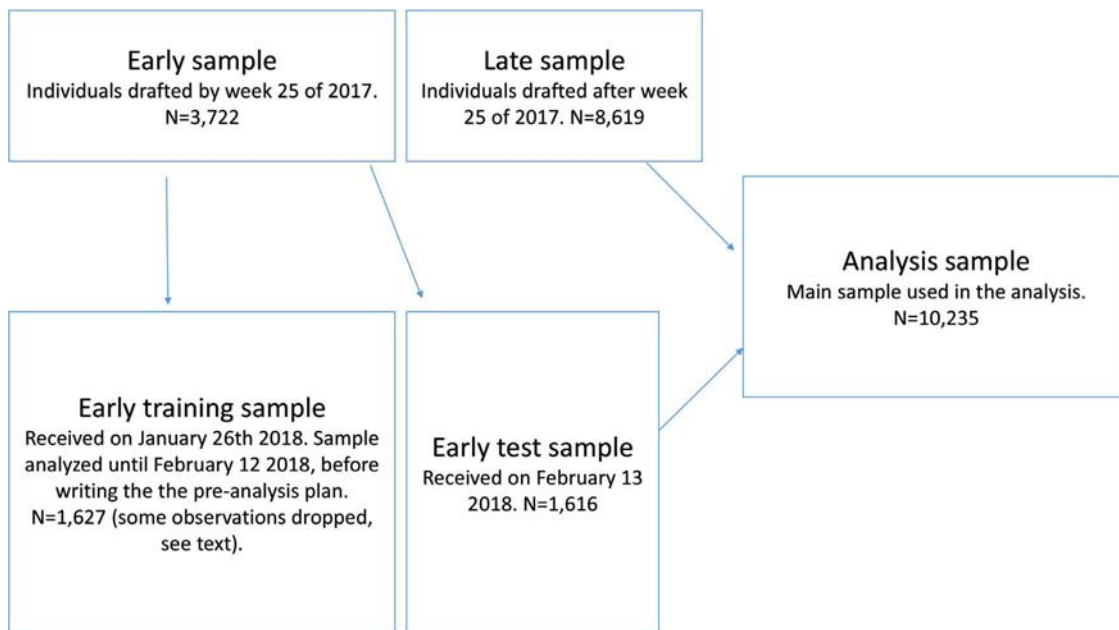 Early sample
Individuals drafted by week 25 of 2017.
N=3,722
Late sample
Individuals drafted after week
25 of 2017. N=8,619
Analysis sample
Main sample used in the analysis.
N=10,235
Early training sample
Received on January 26th 2018. Sample
analyzed until February 12 2018, before
writing the the pre-analysis plan.
N=1,627 (some observations dropped,
see text).
Early test sample
Received on February 13
2018. N=1,616